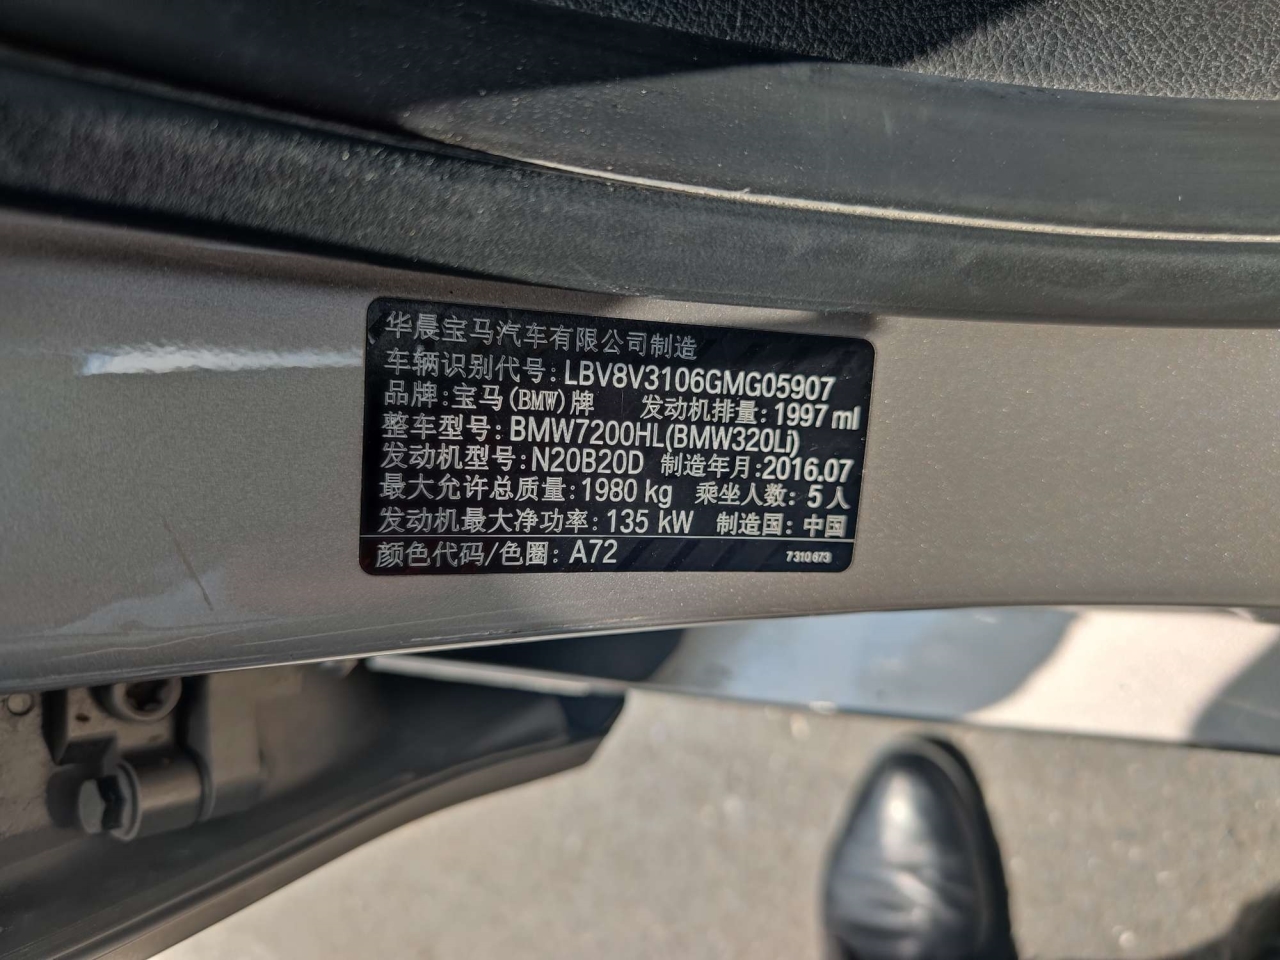 华晨宝马汽车有限公司制造
车辆识别代号: LBV8V3106GMG05907
品牌: 宝马(BMW)牌 发动机排量: 1997 ml
整车型号: BMW7200HL(BMW320Li)
发动机型号: N20B20D 制造年月: 2016.07
最大允许总质量: 1980 kg 乘坐人数: 5人
发动机最大净功率: 135 kW 制造国: 中国
颜色代码/色圈: A72 7310673